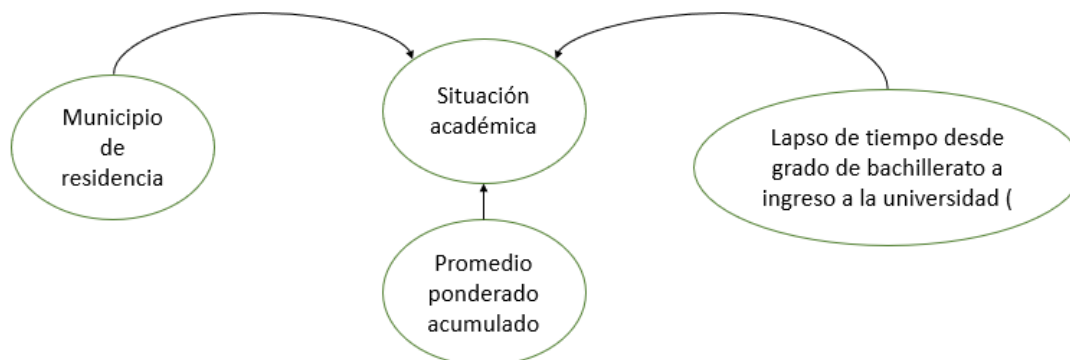 Municipio
de
residencia
Situación
académica
Lapso de tiempo desde
grado de bachillerato a
ingreso a la universidad (
Promedio
ponderado
acumulado